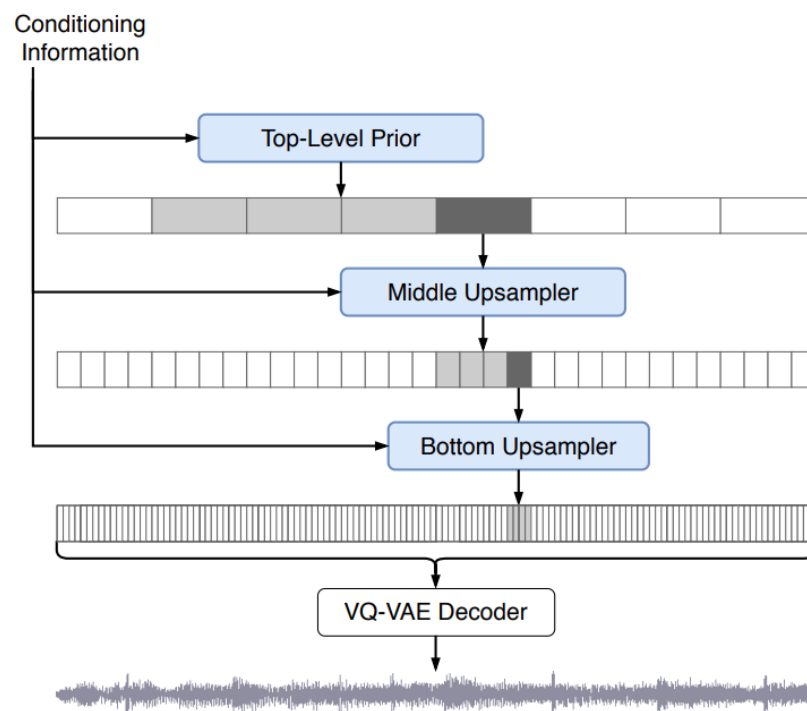 Conditioning
Information
Top-Level Prior
Middle Upsampler
Bottom Upsampler
VQ-VAE Decoder